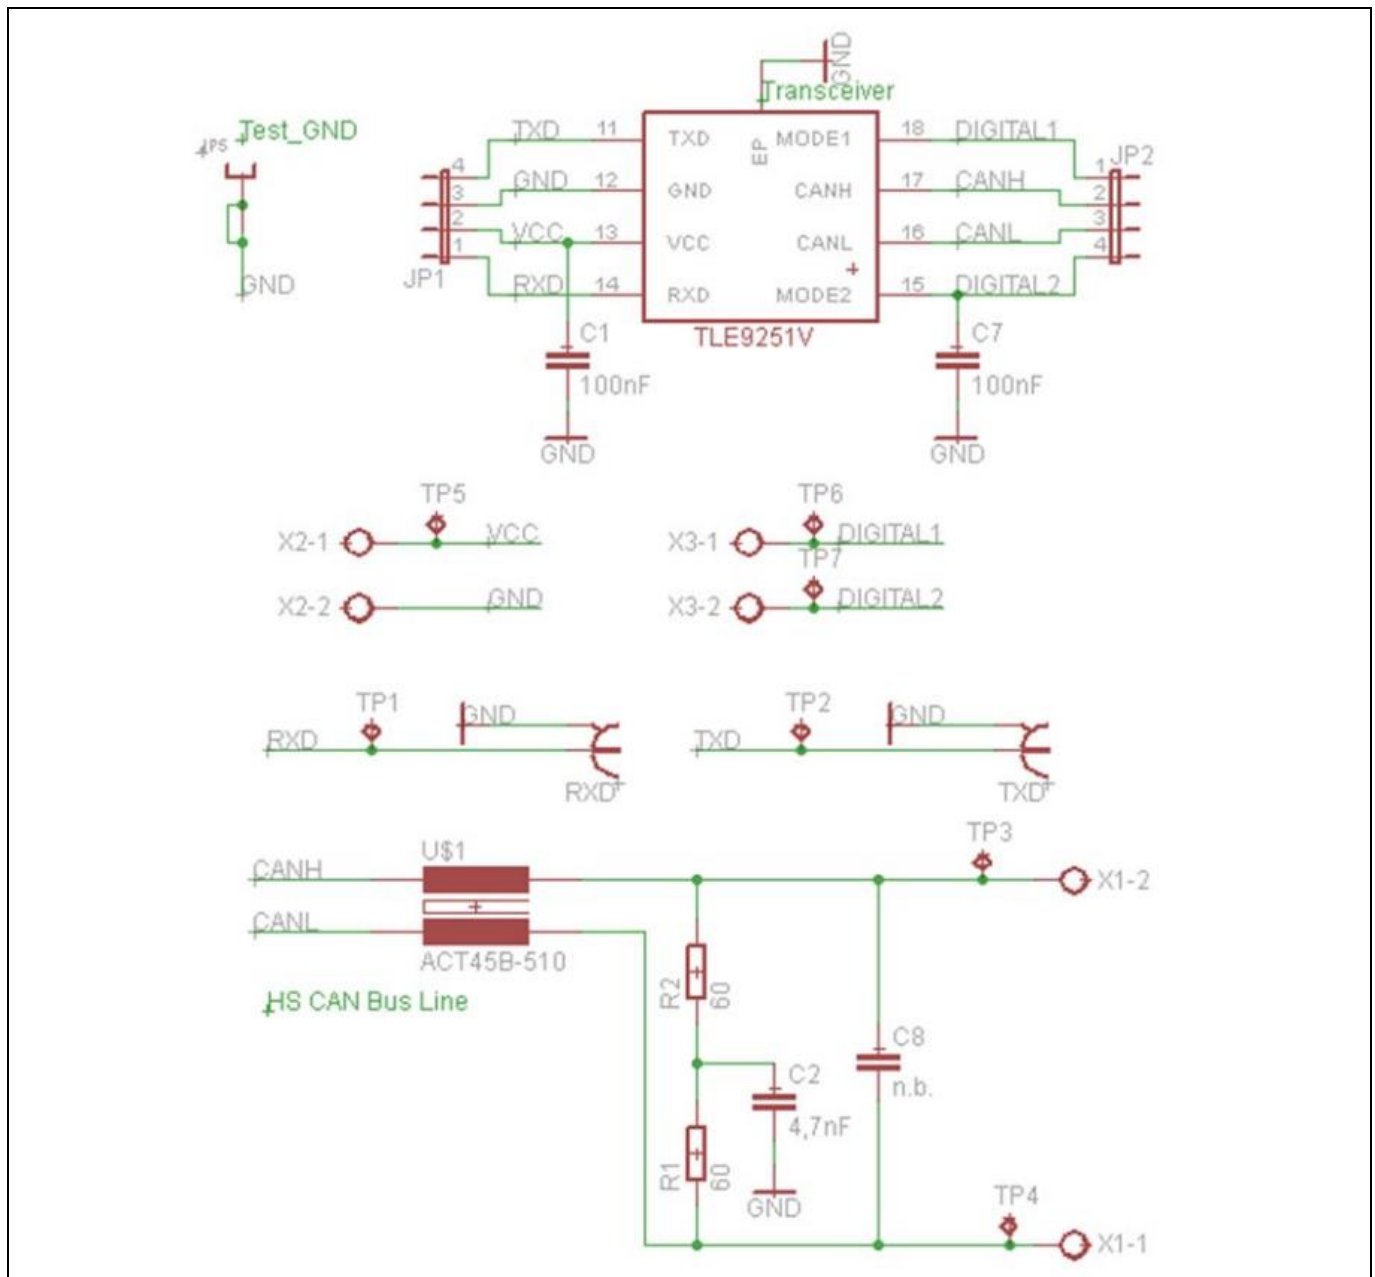 GND
Transceiver
Test_GND
JP5
TXD 11 TXD EP MODE1 18 DIGITAL1
JP2
4 1
GND 12 GND CANH 17 CANH
3 2
2 3
VCC 13 VCC CANL 16 CANL
1 4
JP1
GND
RXD 14 RXD MODE2 15 DIGITAL2
TLE9251V
C1 C7
100nF 100nF
GND GND
TP5 TP6
X2-1 VCC X3-1 DIGITAL1
TP7
X2-2 GND X3-2 DIGITAL2
TP1 TP2
GND GND
RXD TXD
RXD TXD
TP3
U$1
CANH X1-2
CANL
ACT45B-510
R2 60
HS CAN Bus Line
C8
C2 n.b.
4,7nF
R1 60
GND TP4
X1-1